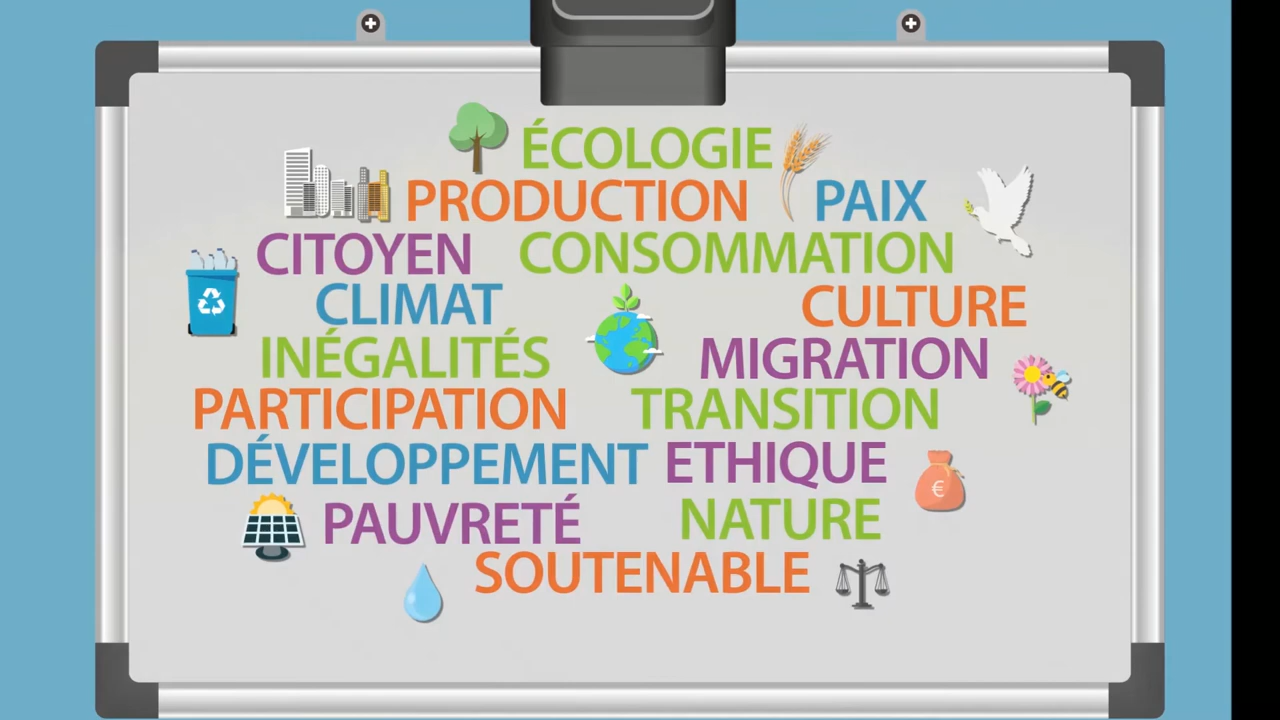 ÉCOLOGIE
PRODUCTION PAIX
CITOYEN CONSOMMATION
CLIMAT CULTURE
INÉGALITÉS MIGRATION
PARTICIPATION TRANSITION
DÉVELOPPEMENT ETHIQUE
PAUVRETÉ NATURE
SOUTENABLE
€